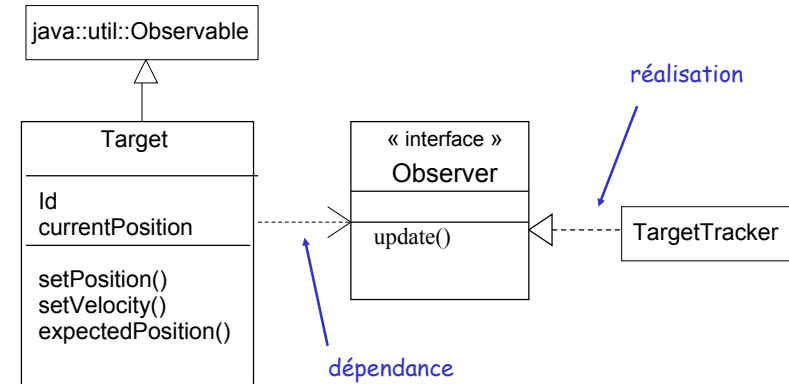 java::util::Observable
réalisation
Target
« interface »
Observer
Id
currentPosition
update()
TargetTracker
setPosition()
setVelocity()
expectedPosition()
dépendance